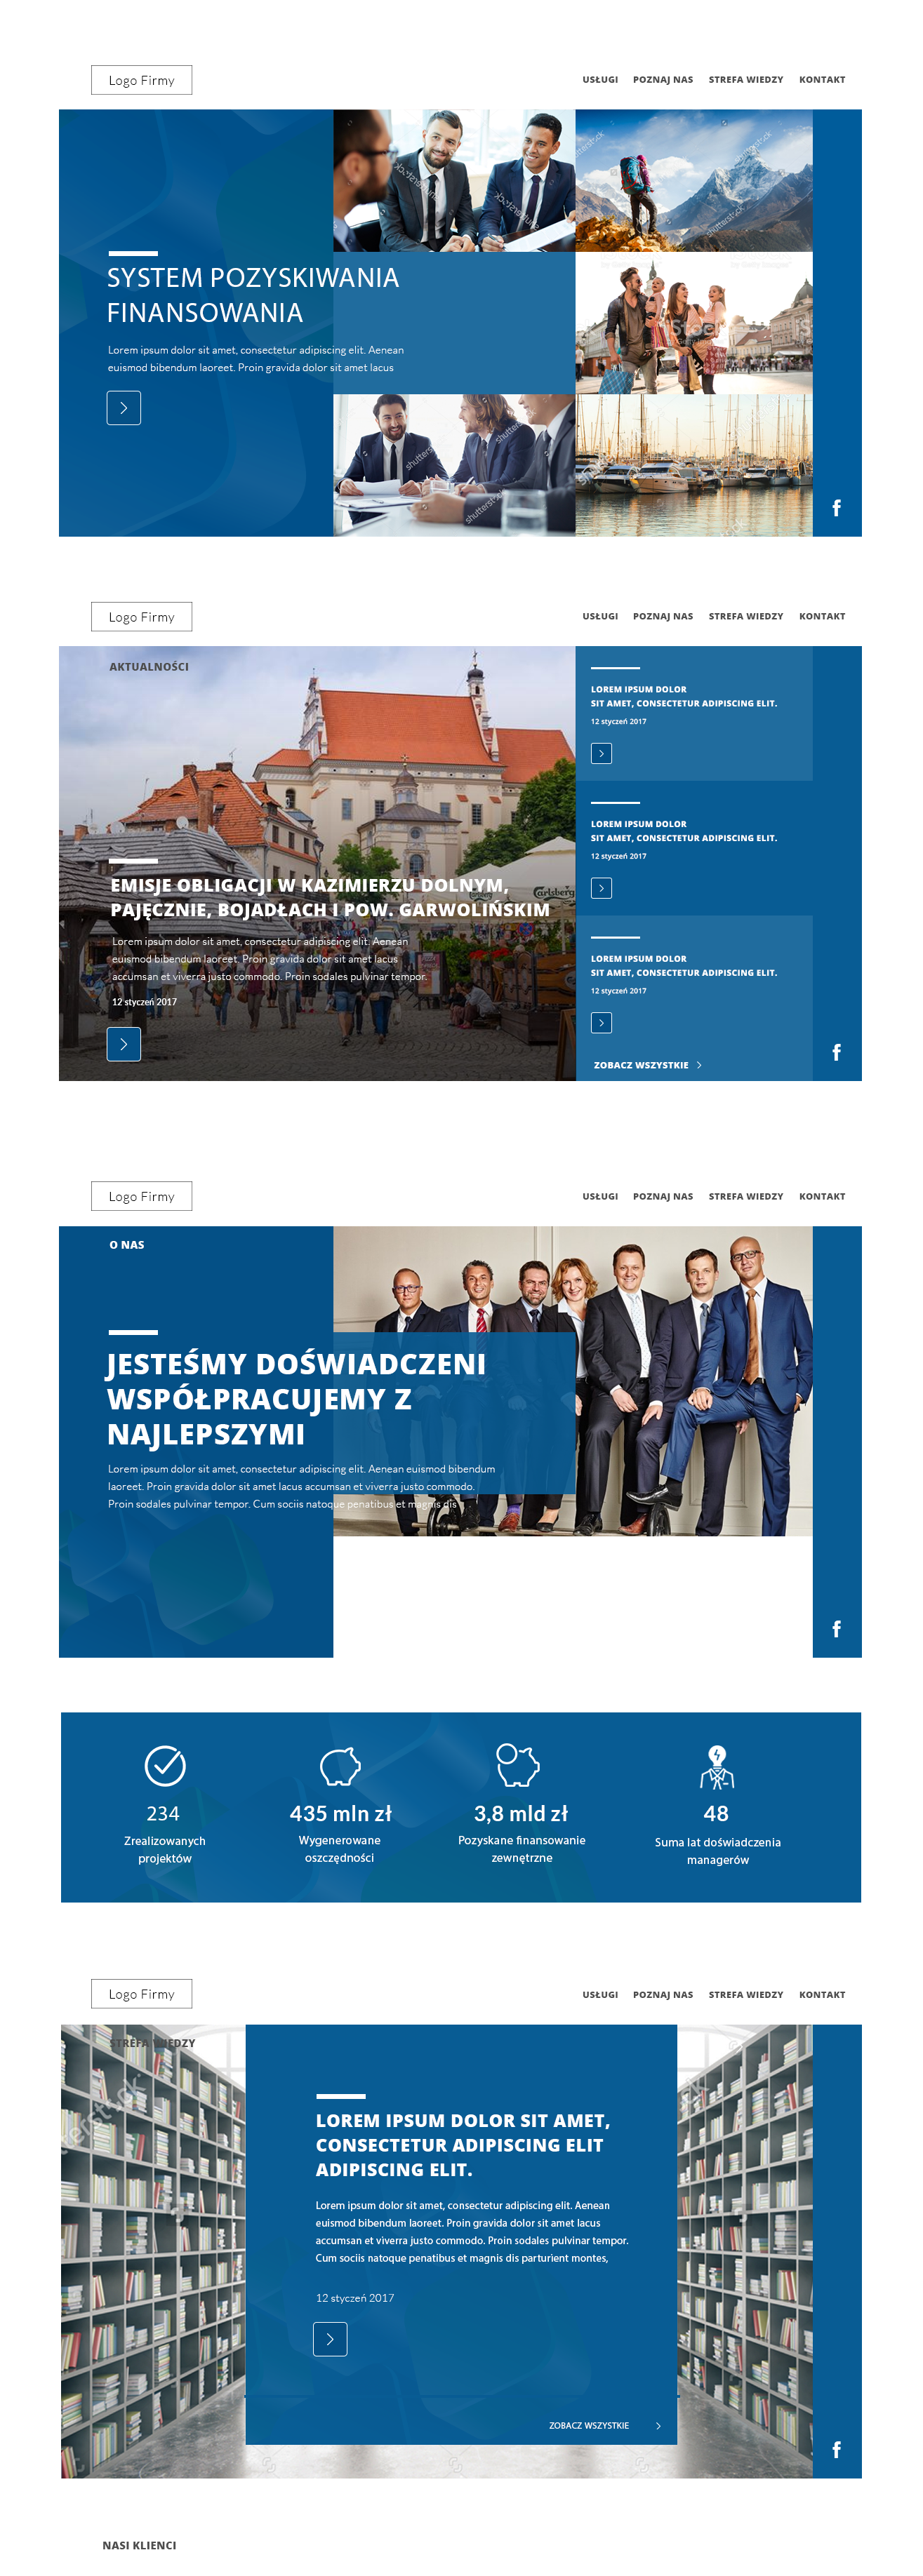 Logo Firmy
USŁUGI POZNAJ NAS STREFA WIEDZY KONTAKT
SYSTEM POZYSKIWANIA
FINANSOWANIA
Lorem ipsum dolor sit amet, consectetur adipiscing elit. Aenean
euismod bibendum laoreet. Proin gravida dolor sit amet lacus
shutterstock
shutterstock
shutterstock
shutterstock
iStock
shutterstock
f
Logo Firmy
USŁUGI POZNAJ NAS STREFA WIEDZY KONTAKT
AKTUALNOŚCI
EMISJE OBLIGACJI W KAZIMIERZU DOLNYM,
PAJĘCZNIE, BOJADŁACH I POW. GARWOLIŃSKIM
Lorem ipsum dolor sit amet, consectetur adipiscing elit. Aenean
euismod bibendum laoreet. Proin gravida dolor sit amet lacus
accumsan et viverra justo commodo. Proin sodales pulvinar tempor.
12 styczeń 2017
Carlsberg
LOREM IPSUM DOLOR
SIT AMET, CONSECTETUR ADIPISCING ELIT.
12 styczeń 2017
LOREM IPSUM DOLOR
SIT AMET, CONSECTETUR ADIPISCING ELIT.
12 styczeń 2017
LOREM IPSUM DOLOR
SIT AMET, CONSECTETUR ADIPISCING ELIT.
12 styczeń 2017
ZOBACZ WSZYSTKIE
f
Logo Firmy
USŁUGI POZNAJ NAS STREFA WIEDZY KONTAKT
O NAS
JESTEŚMY DOŚWIADCZENI
WSPÓŁPRACUJEMY Z
NAJLEPSZYMI
Lorem ipsum dolor sit amet, consectetur adipiscing elit. Aenean euismod bibendum
laoreet. Proin gravida dolor sit amet lacus accumsan et viverra justo commodo.
Proin sodales pulvinar tempor. Cum sociis natoque penatibus et magnis dis
f
234
Zrealizowanych
projektów
435 mln zł
Wygenerowane
oszczędności
3,8 mld zł
Pozyskane finansowanie
zewnętrzne
48
Suma lat doświadczenia
managerów
Logo Firmy
USŁUGI POZNAJ NAS STREFA WIEDZY KONTAKT
STREFA WIEDZY
LOREM IPSUM DOLOR SIT AMET,
CONSECTETUR ADIPISCING ELIT
ADIPISCING ELIT.
Lorem ipsum dolor sit amet, consectetur adipiscing elit. Aenean
euismod bibendum laoreet. Proin gravida dolor sit amet lacus
accumsan et viverra justo commodo. Proin sodales pulvinar tempor.
Cum sociis natoque penatibus et magnis dis parturient montes,
12 styczeń 2017
ZOBACZ WSZYSTKIE
f
NASI KLIENCI